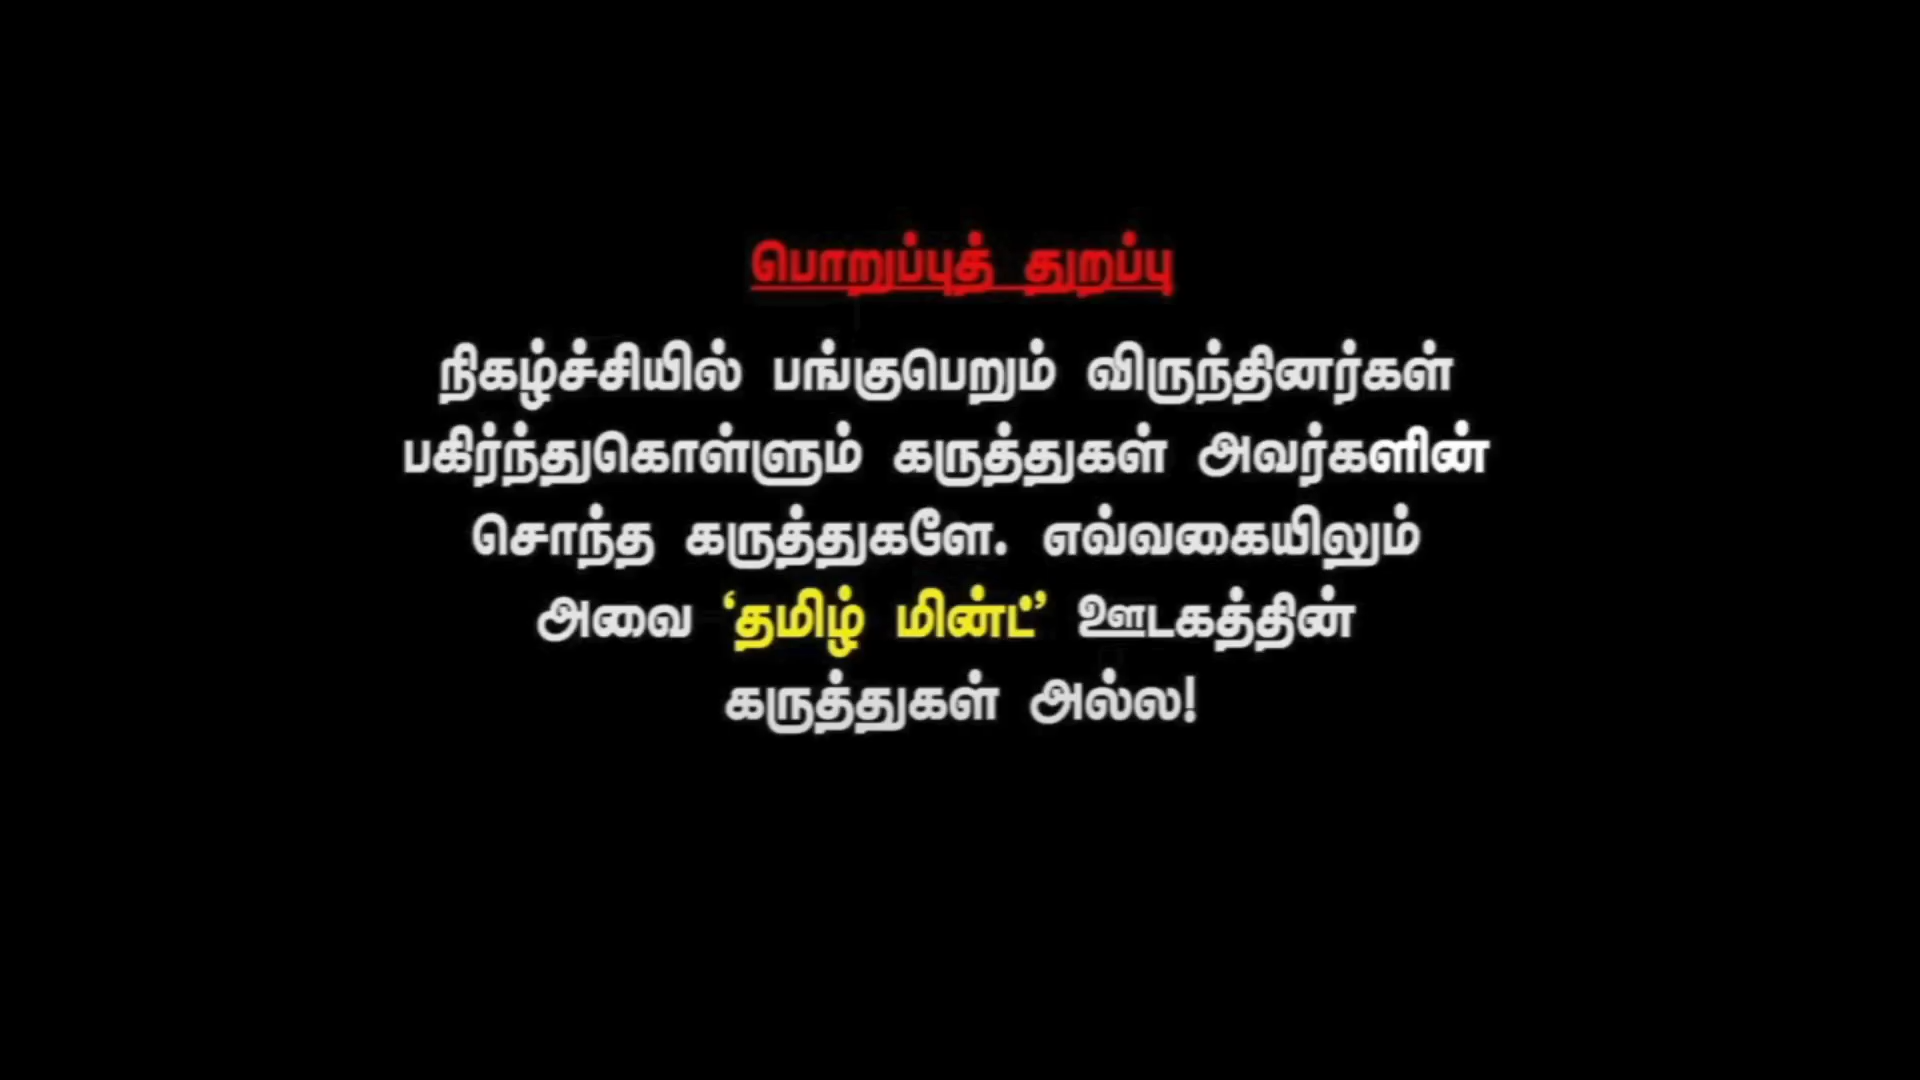 பொறுப்புத் துறப்பு
நிகழ்ச்சியில் பங்குபெறும் விருந்தினர்கள்
பகிர்ந்துகொள்ளும் கருத்துகள் அவர்களின்
சொந்த கருத்துகளே. எவ்வகையிலும்
அவை ‘தமிழ் மின்ட்’ ஊடகத்தின்
கருத்துகள் அல்ல!